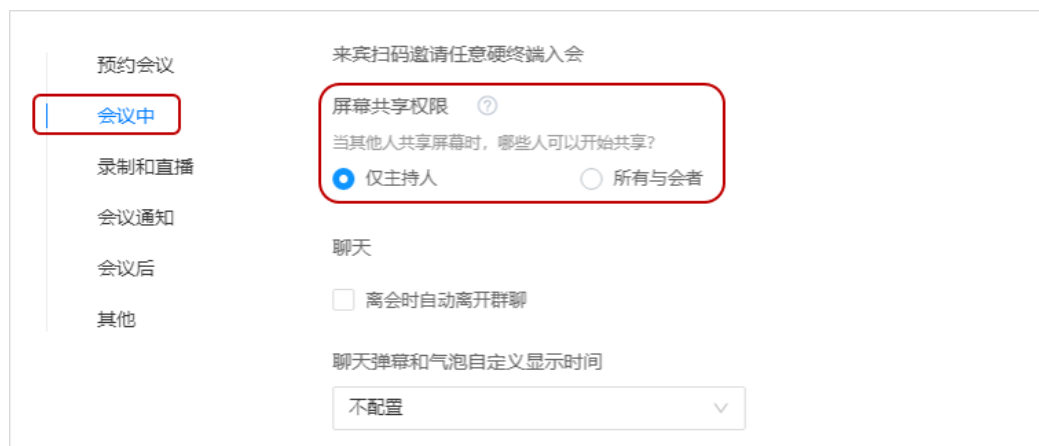 预约会议
会议中
录制和直播
会议通知
会议后
其他
来宾扫码邀请任意硬终端入会
屏幕共享权限 ?
当其他人共享屏幕时，哪些人可以开始共享?
仅主持人 所有与会者
聊天
离会时自动离开群聊
聊天弹幕和气泡自定义显示时间
不配置